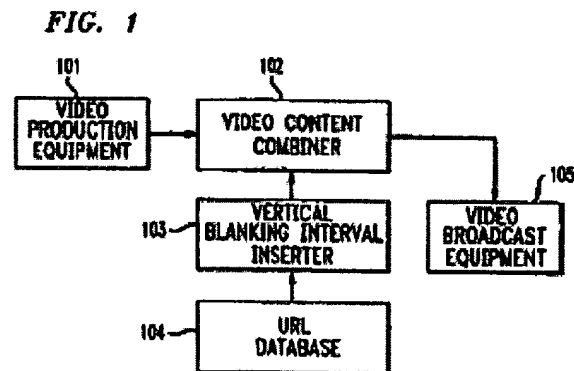 FIG. 1
101
VIDEO
PRODUCTION
EQUIPMENT
102
VIDEO CONTENT
COMBINER
103
VERTICAL
BLANKING INTERVAL
INSERTER
105
VIDEO
BROADCAST
EQUIPMENT
104
URL
DATABASE